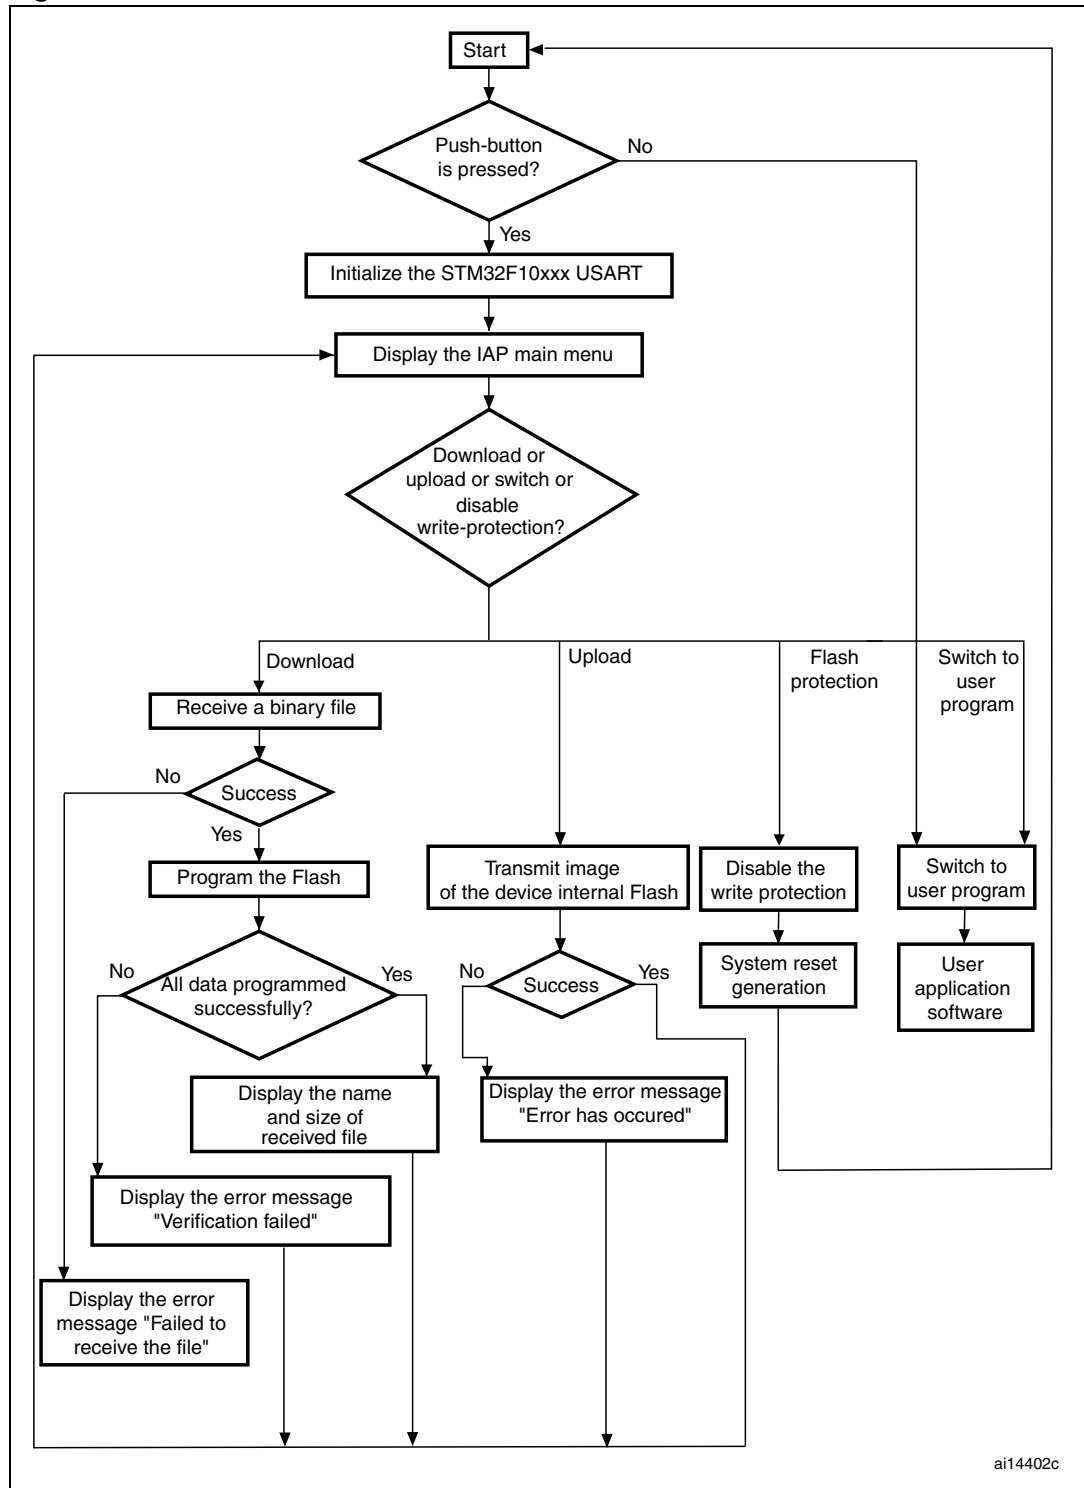 Start
Push-button
is pressed?
No
Yes
Initialize the STM32F10xxx USART
Display the IAP main menu
Download or
upload or switch or
disable
write-protection?
Download
Upload
Flash
protection
Switch to
user
program
Receive a binary file
No
Success
Yes
Program the Flash
Transmit image
of the device internal Flash
Disable the
write protection
Switch to
user program
No
All data programmed
successfully?
Yes
No
Success
Yes
System reset
generation
User
application
software
Display the name
and size of
received file
Display the error message
"Error has occured"
Display the error message
"Verification failed"
Display the error
message "Failed to
receive the file"
ai14402c